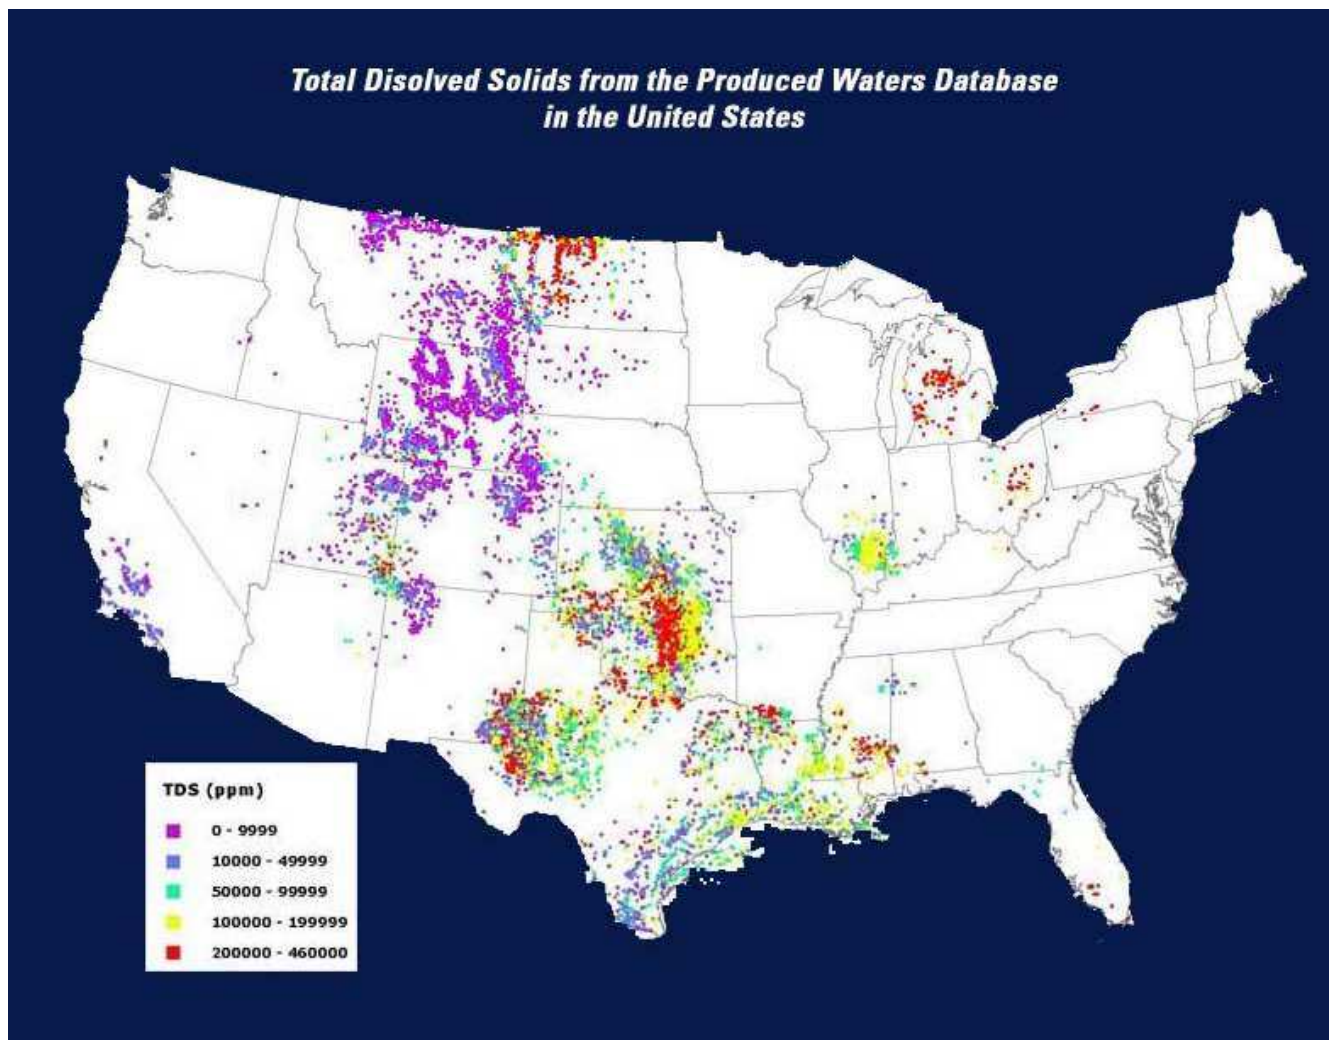 Total Disolved Solids from the Produced Waters Database
in the United States
TDS (ppm)
0 - 9999
10000 - 49999
50000 - 99999
100000 - 199999
200000 - 460000